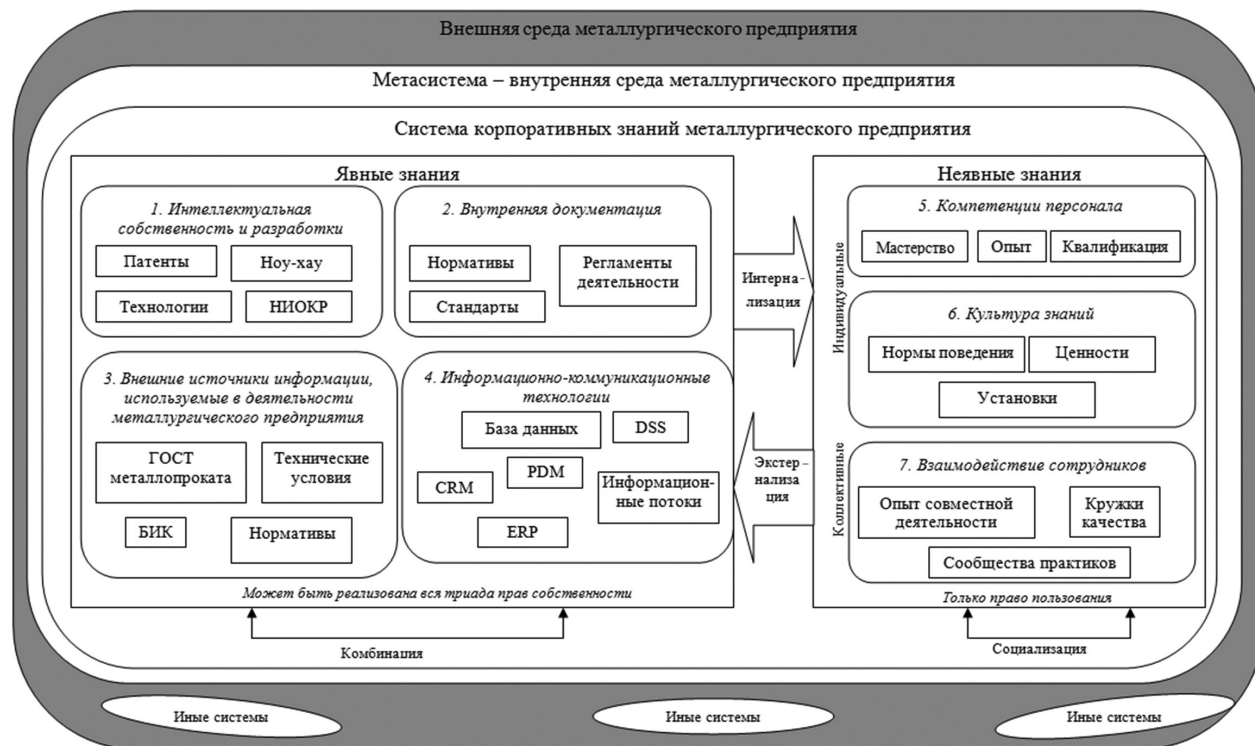 Внешняя среда металлургического предприятия
Метасистема – внутренняя среда металлургического предприятия
Система корпоративных знаний металлургического предприятия
Явные знания
1. Интеллектуальная
собственность и разработки
Патенты
Ноу-хау
Технологии
НИОКР
2. Внутренняя документация
Нормативы
Регламенты
деятельности
Стандарты
3. Внешние источники информации,
используемые в деятельности
металлургического предприятия
ГОСТ
металлопроката
Технические
условия
БИК
Нормативы
4. Информационно-коммуникационные
технологии
База данных
DSS
PDM
CRM
Информацион-
ные потоки
ERP
Может быть реализована вся триада прав собственности
Интерна-
лизация
Экстер-
нализа
ция
Неявные знания
Индивидуальные
5. Компетенции персонала
Мастерство
Опыт
Квалификация
6. Культура знаний
Нормы поведения
Ценности
Установки
Коллективные
7. Взаимодействие сотрудников
Опыт совместной
деятельности
Кружки
качества
Сообщества практиков
Только право пользования
Комбинация
Социализация
Иные системы
Иные системы
Иные системы